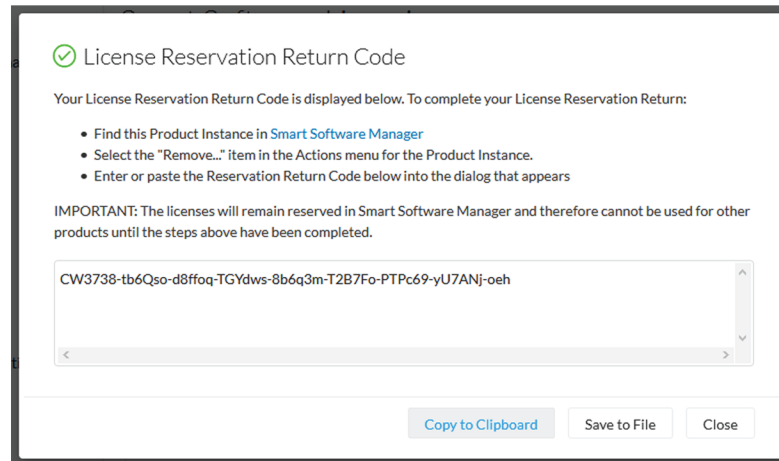 License Reservation Return Code
Your License Reservation Return Code is displayed below. To complete your License Reservation Return:
• Find this Product Instance in Smart Software Manager
• Select the "Remove..." item in the Actions menu for the Product Instance.
• Enter or paste the Reservation Return Code below into the dialog that appears
IMPORTANT: The licenses will remain reserved in Smart Software Manager and therefore cannot be used for other
products until the steps above have been completed.
CW3738-tb6Qso-d8ffoq-TGYdws-8b6q3m-T2B7Fo-PTPc69-yU7ANj-oeh
Copy to Clipboard
Save to File
Close